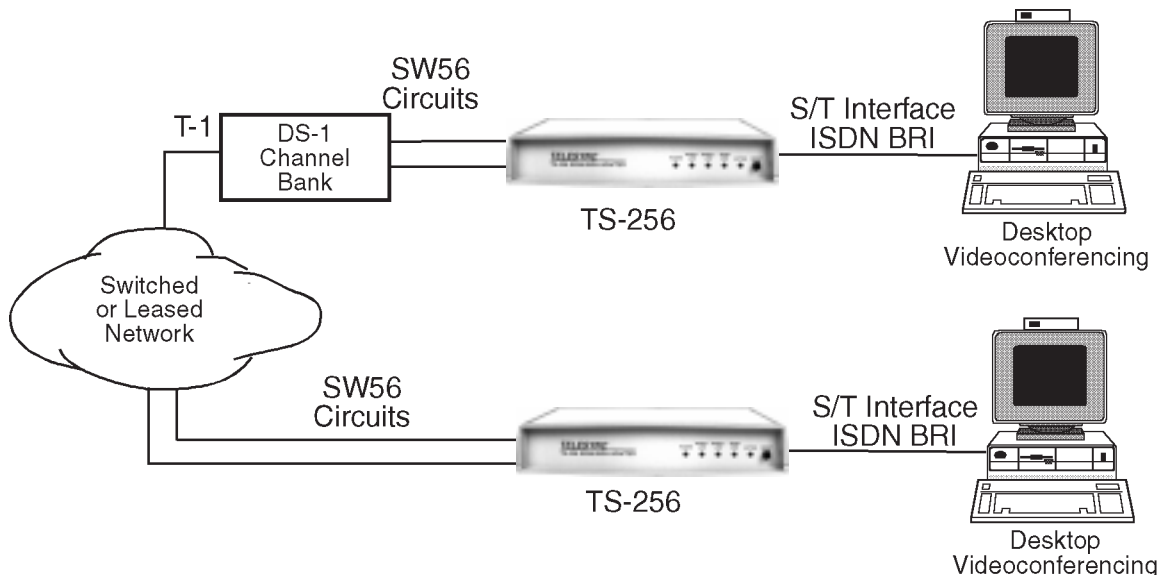 SW56
Circuits
T-1
DS-1
Channel
Bank
S/T Interface
ISDN BRI
TS-256
Desktop
Videoconferencing
Switched
or Leased
Network
SW56
Circuits
S/T Interface
ISDN BRI
TS-256
Desktop
Videoconferencing